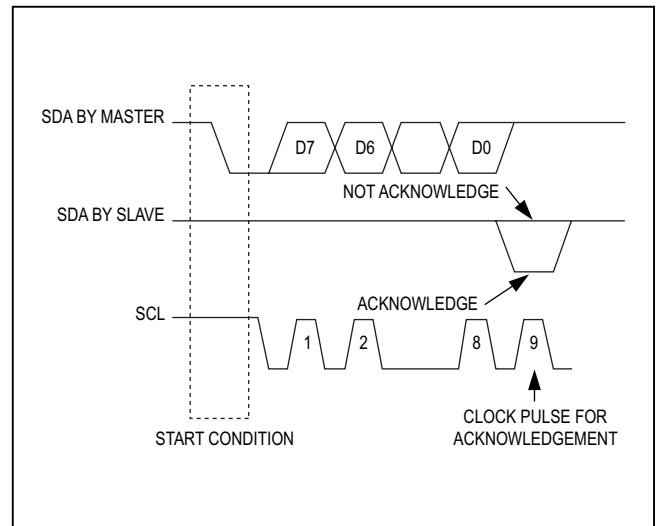 SDA BY MASTER
D7 D6 D0
NOT ACKNOWLEDGE
SDA BY SLAVE
ACKNOWLEDGE
SCL
1 2 8 9
START CONDITION
CLOCK PULSE FOR
ACKNOWLEDGEMENT